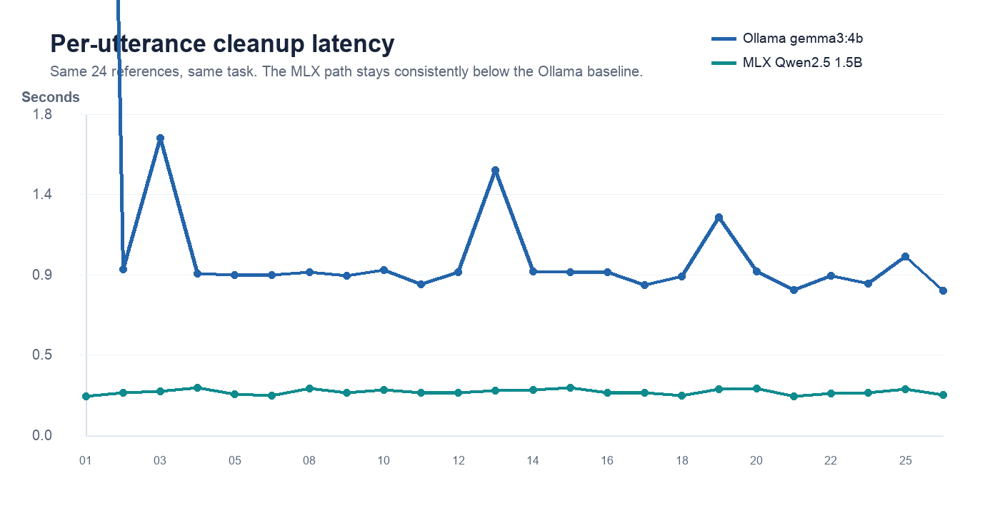 Per-utterance cleanup latency
Same 24 references, same task. The MLX path stays consistently below the Ollama baseline.
Ollama gemma3:4b
MLX Qwen2.5 1.5B
Seconds
1.8
1.4
0.9
0.5
0.0
01 03 05 08 10 12 14 16 18 20 22 25